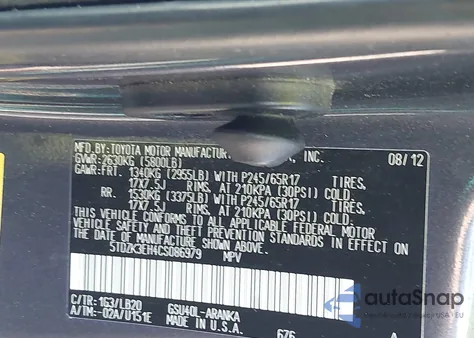 MFD.BY:TOYOTA MOTOR MANUFACTUR , INC. 08/12
GVWR:2630KG (5800LB)
GAWR:FRT. 1340KG (2955LB) WITH P245/65R17 TIRES,
17X7.5J RIMS, AT 210KPA (30PSI) COLD.
RR. 1530KG (3375LB) WITH P245/65R17 TIRES,
17X7.5J RIMS, AT 210KPA (30PSI) COLD.
THIS VEHICLE CONFORMS TO ALL APPLICABLE FEDERAL MOTOR
VEHICLE SAFETY AND BUMPER STANDARDS IN EFFECT ON THE
DATE OF MANUFACTURE SHOWN ABOVE.
5TDZK3EH4CS086979 MPV
C/TR:1G3/LB20 GSU40L-ARANKA
A/TM:-02A/U151E MADE IN U.S.A. 676 A
autoSnap